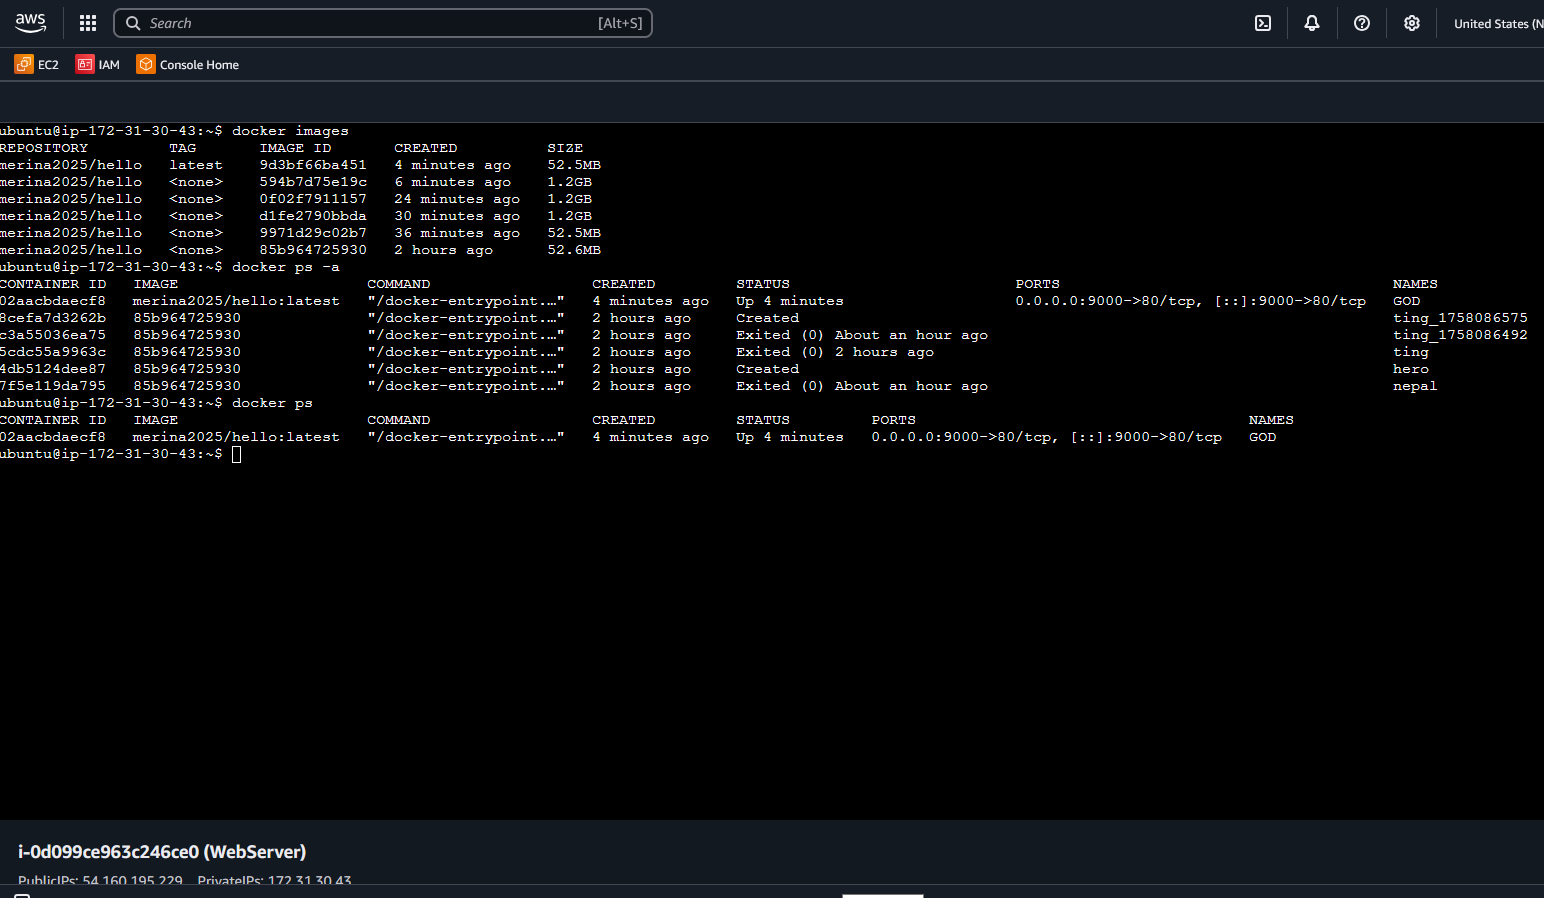 aws Search [Alt+S] United States (N
EC2 IAM Console Home
ubuntu@ip-172-31-30-43:~$ docker images
REPOSITORY TAG IMAGE ID CREATED SIZE
merina2025/hello latest 9d3bf66ba451 4 minutes ago 52.5MB
merina2025/hello <none> 594b7d75e19c 6 minutes ago 1.2GB
merina2025/hello <none> 0f02f7911157 24 minutes ago 1.2GB
merina2025/hello <none> d1fe2790bbda 30 minutes ago 1.2GB
merina2025/hello <none> 9971d29c02b7 36 minutes ago 52.5MB
merina2025/hello <none> 85b964725930 2 hours ago 52.6MB
ubuntu@ip-172-31-30-43:~$ docker ps -a
CONTAINER ID IMAGE COMMAND CREATED STATUS PORTS NAMES
02aacbdaecf8 merina2025/hello:latest "/docker-entrypoint.…" 4 minutes ago Up 4 minutes 0.0.0.0:9000->80/tcp, [::]:9000->80/tcp GOD
8cefa7d3262b 85b964725930 "/docker-entrypoint.…" 2 hours ago Created ting_1758086575
c3a55036ea75 85b964725930 "/docker-entrypoint.…" 2 hours ago Exited (0) About an hour ago ting_1758086492
5cdc55a9963c 85b964725930 "/docker-entrypoint.…" 2 hours ago Exited (0) 2 hours ago ting
4db5124dee87 85b964725930 "/docker-entrypoint.…" 2 hours ago Created hero
7f5e119da795 85b964725930 "/docker-entrypoint.…" 2 hours ago Exited (0) About an hour ago nepal
ubuntu@ip-172-31-30-43:~$ docker ps
CONTAINER ID IMAGE COMMAND CREATED STATUS PORTS NAMES
02aacbdaecf8 merina2025/hello:latest "/docker-entrypoint.…" 4 minutes ago Up 4 minutes 0.0.0.0:9000->80/tcp, [::]:9000->80/tcp GOD
ubuntu@ip-172-31-30-43:~$
i-0d099ce963c246ce0 (WebServer)
PublicIPs: 54.160.195.229 PrivateIPs: 172.31.30.43